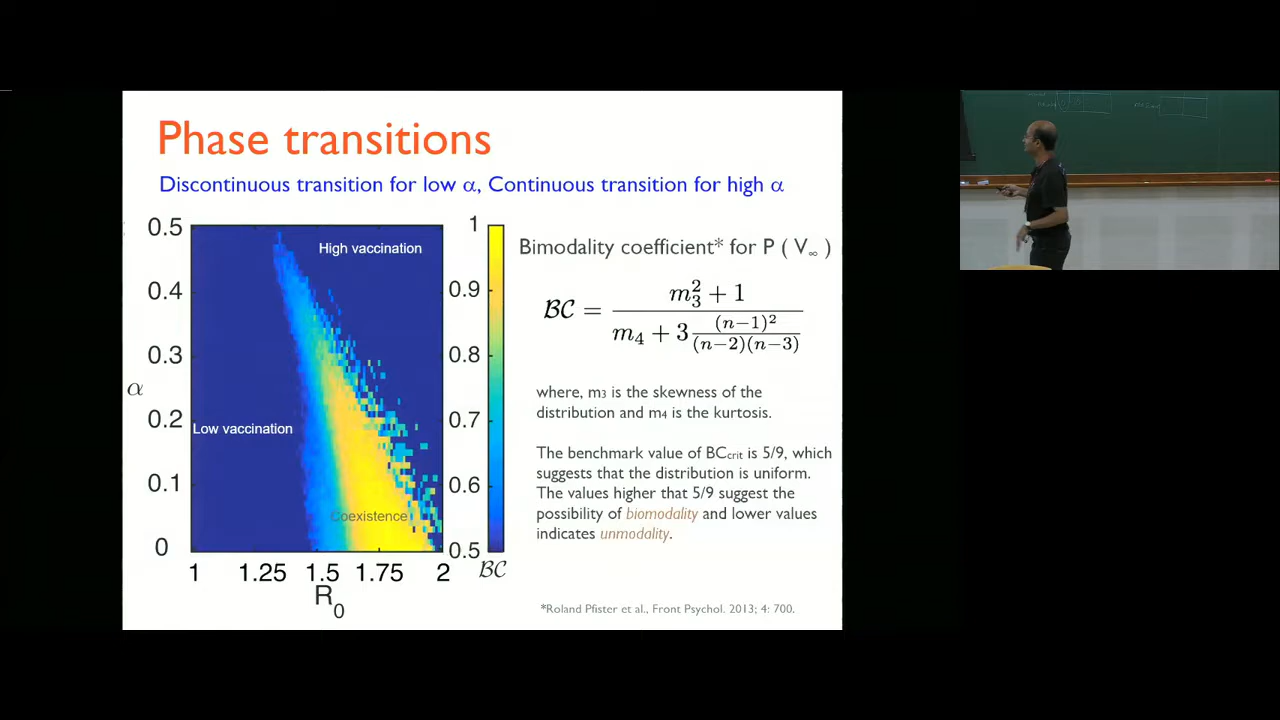 Phase transitions
Discontinuous transition for low α, Continuous transition for high α
0.5
0.4
0.3
α
0.2
0.1
0
High vaccination
Low vaccination
Coexistence
1 1.25 1.5 1.75 2
R0
1
0.9
0.8
0.7
0.6
0.5
BC
Bimodality coefficient* for P ( V∞ )
BC = (m₃² + 1) / (m₄ + 3 (n−1)² / ((n−2)(n−3)))
where, m3 is the skewness of the
distribution and m4 is the kurtosis.
The benchmark value of BCcrit is 5/9, which
suggests that the distribution is uniform.
The values higher that 5/9 suggest the
possibility of biomodality and lower values
indicates unmodality.
*Roland Pfister et al., Front Psychol. 2013; 4: 700.